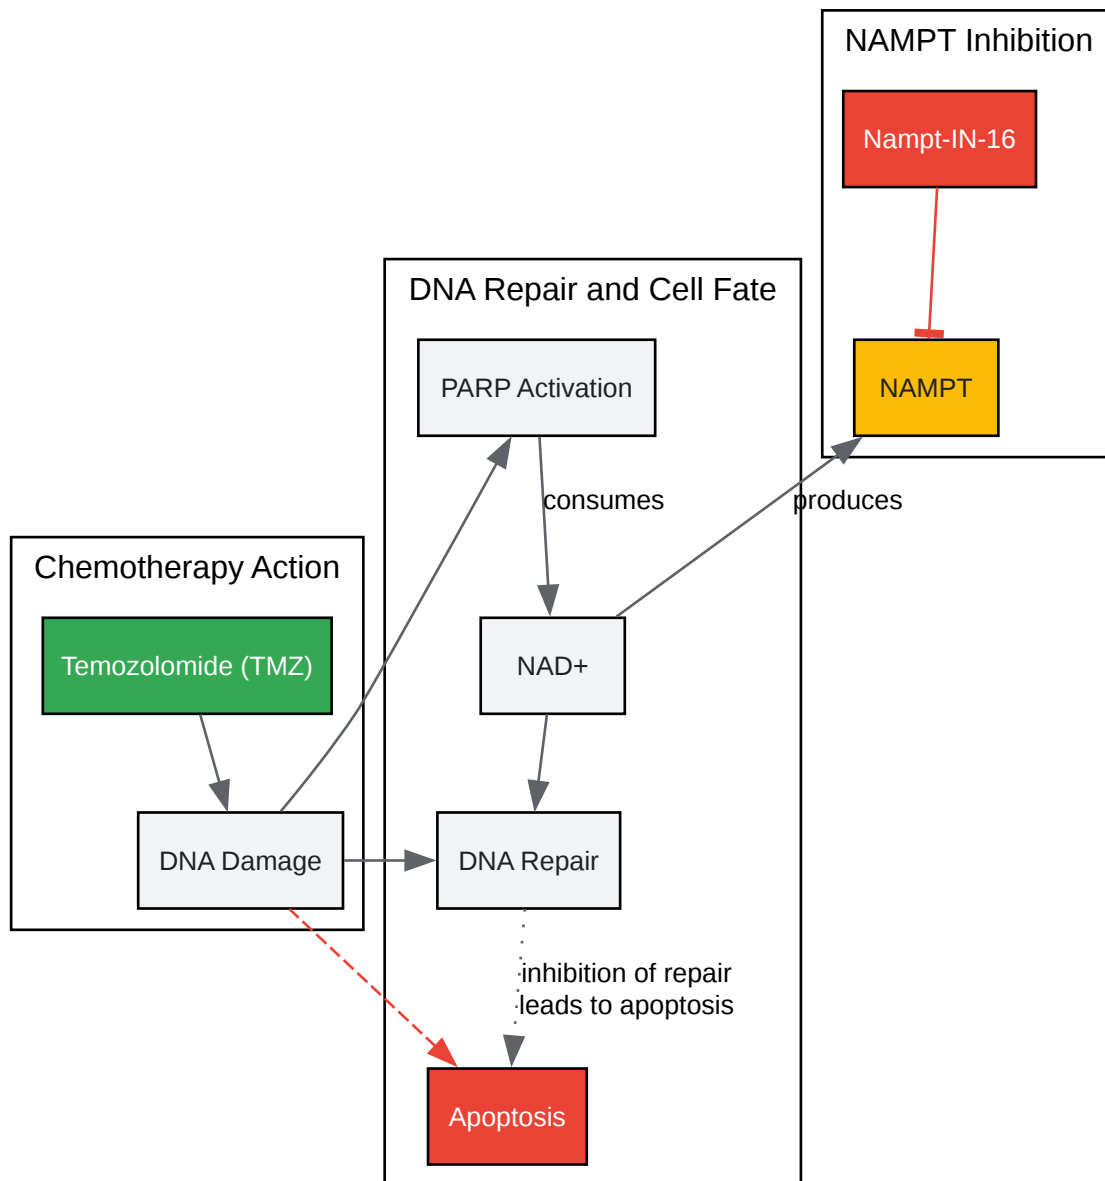 NAMPT Inhibition
Nampt-IN-16
NAMPT
DNA Repair and Cell Fate
PARP Activation
consumes
produces
NAD+
DNA Repair
inhibition of repair
leads to apoptosis
Apoptosis
Chemotherapy Action
Temozolomide (TMZ)
DNA Damage